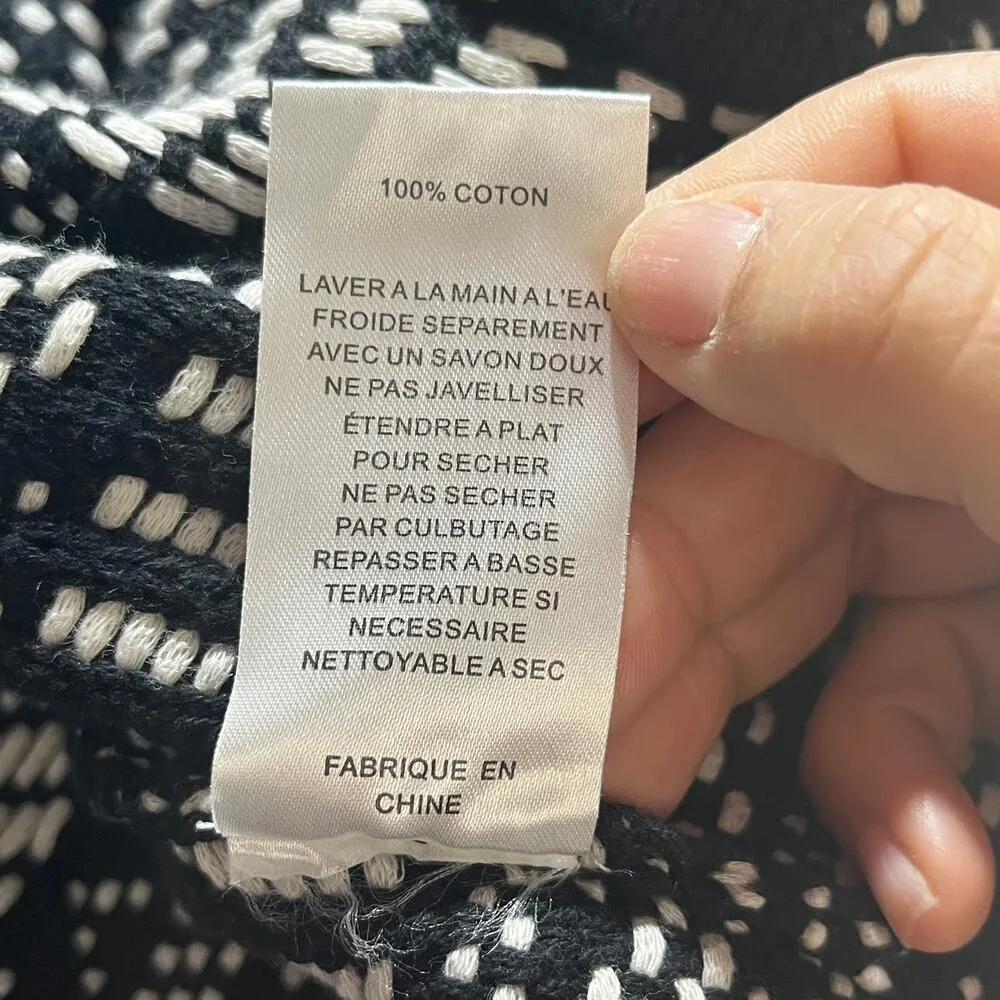 100% COTON
LAVER A LA MAIN A L'EAU
FROIDE SEPAREMENT
AVEC UN SAVON DOUX
NE PAS JAVELLISER
ÉTENDRE A PLAT
POUR SECHER
NE PAS SECHER
PAR CULBUTAGE
REPASSER A BASSE
TEMPERATURE SI
NECESSAIRE
NETTOYABLE A SEC
FABRIQUE EN
CHINE